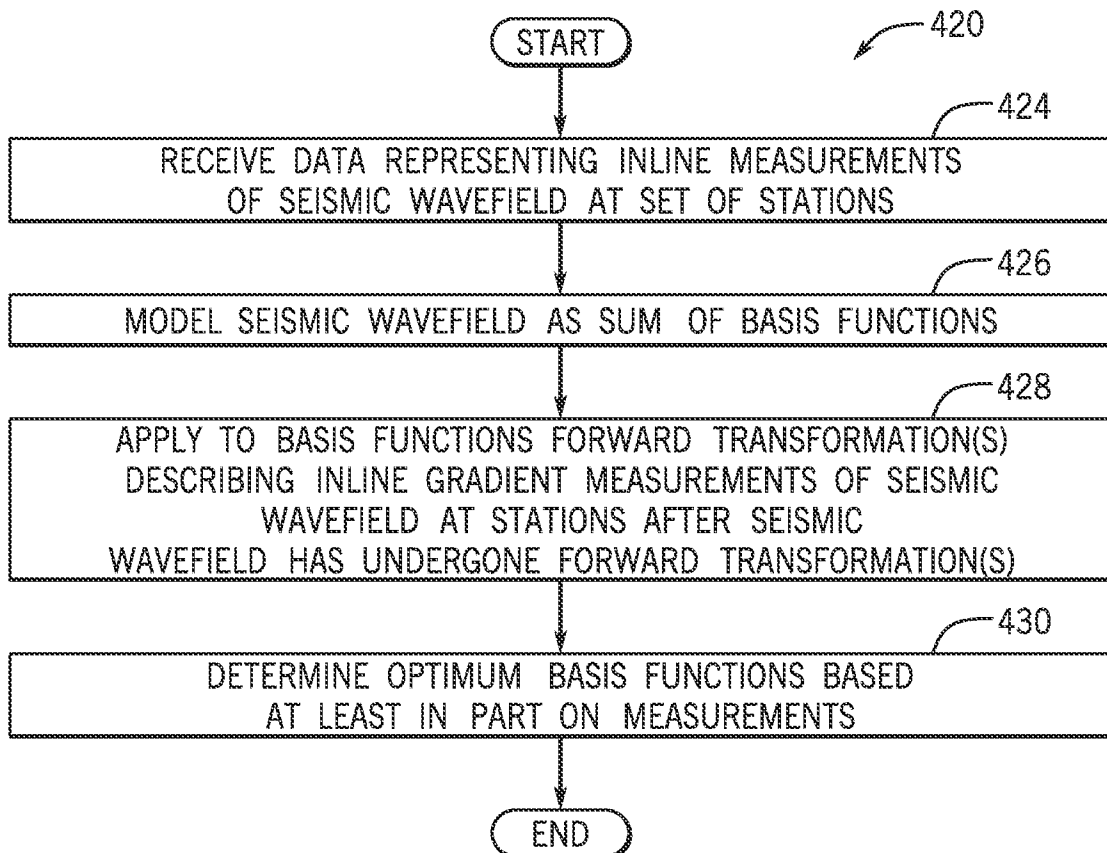 START
420
424
RECEIVE DATA REPRESENTING INLINE MEASUREMENTS
OF SEISMIC WAVEFIELD AT SET OF STATIONS
426
MODEL SEISMIC WAVEFIELD AS SUM OF BASIS FUNCTIONS
428
APPLY TO BASIS FUNCTIONS FORWARD TRANSFORMATION(S)
DESCRIBING INLINE GRADIENT MEASUREMENTS OF SEISMIC
WAVEFIELD AT STATIONS AFTER SEISMIC
WAVEFIELD HAS UNDERGONE FORWARD TRANSFORMATION(S)
430
DETERMINE OPTIMUM BASIS FUNCTIONS BASED
AT LEAST IN PART ON MEASUREMENTS
END